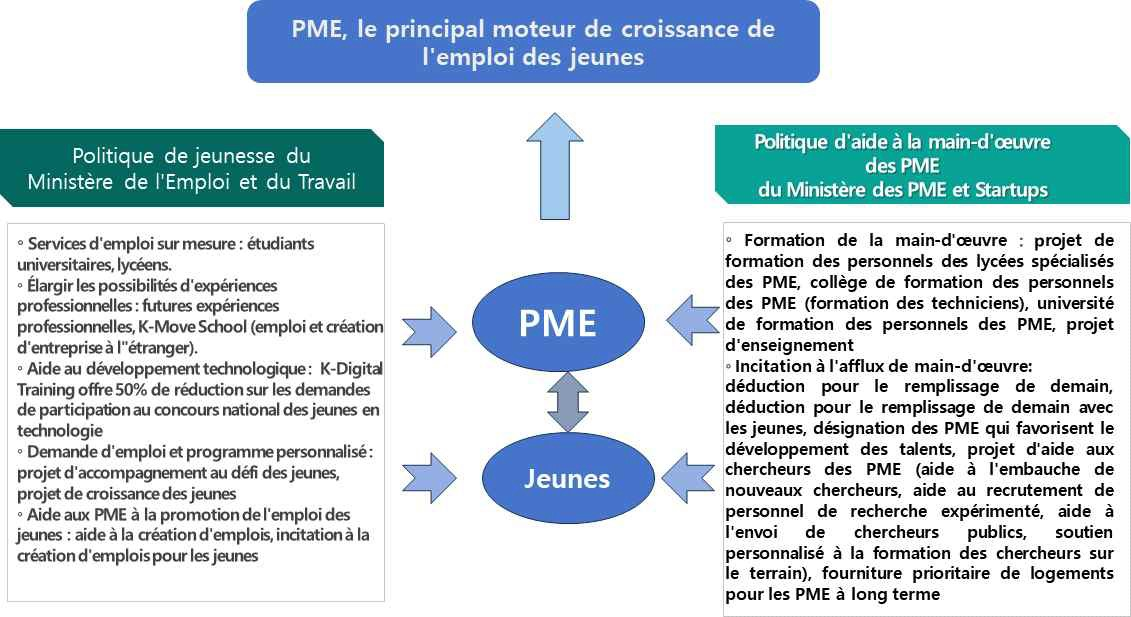 PME, le principal moteur de croissance de
l'emploi des jeunes
Politique de jeunesse du
Ministère de l'Emploi et du Travail
◦ Services d'emploi sur mesure : étudiants
universitaires, lycéens.
◦ Élargir les possibilités d'expériences
professionnelles : futures expériences
professionnelles, K-Move School (emploi et création
d'entreprise à l''étranger).
◦ Aide au développement technologique : K-Digital
Training offre 50% de réduction sur les demandes
de participation au concours national des jeunes en
technologie
◦ Demande d'emploi et programme personnalisé :
projet d'accompagnement au défi des jeunes,
projet de croissance des jeunes
◦ Aide aux PME à la promotion de l'emploi des
jeunes : aide à la création d'emplois, incitation à la
création d'emplois pour les jeunes
PME
Jeunes
Politique d'aide à la main-d'œuvre
des PME
du Ministère des PME et Startups
◦ Formation de la main-d'œuvre : projet de
formation des personnels des lycées spécialisés
des PME, collège de formation des personnels
des PME (formation des techniciens), université
de formation des personnels des PME, projet
d'enseignement
◦ Incitation à l'afflux de main-d'œuvre:
déduction pour le remplissage de demain,
déduction pour le remplissage de demain avec
les jeunes, désignation des PME qui favorisent le
développement des talents, projet d'aide aux
chercheurs des PME (aide à l'embauche de
nouveaux chercheurs, aide au recrutement de
personnel de recherche expérimenté, aide à
l'envoi de chercheurs publics, soutien
personnalisé à la formation des chercheurs sur
le terrain), fourniture prioritaire de logements
pour les PME à long terme